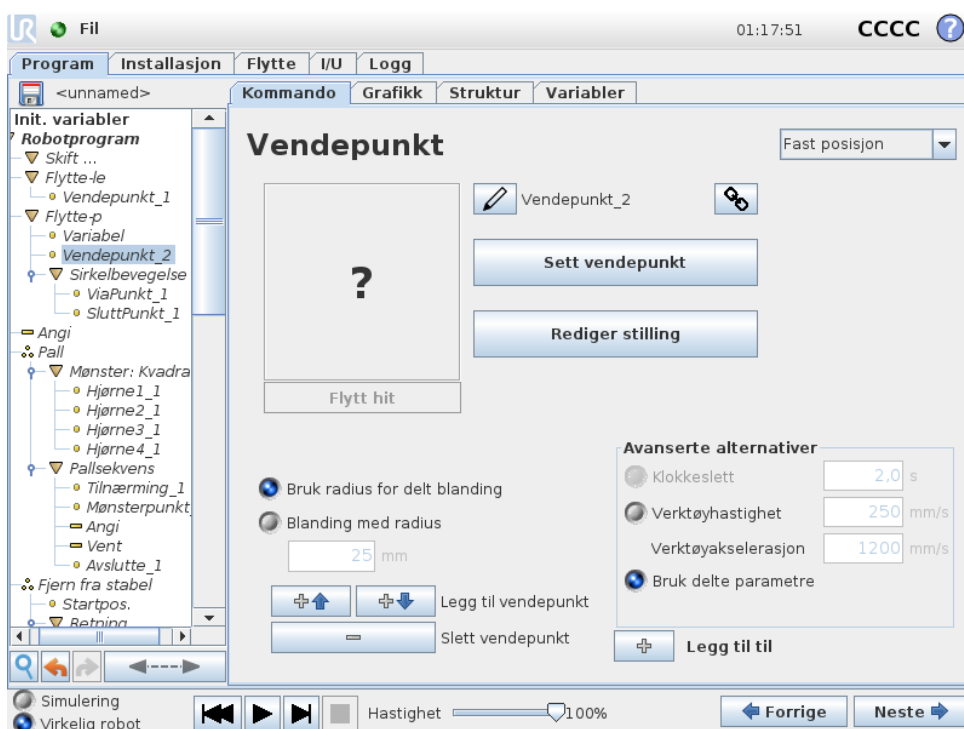 UR Fil 01:17:51 CCCC ?
Program Installasjon Flytte I/U Logg
<unnamed>
Kommando Grafikk Struktur Variabler
Init. variabler
Robotprogram
Skift ...
Flytte-le
Vendepunkt_1
Flytte-p
Variabel
Vendepunkt_2
Sirkelbevegelse
ViaPunkt_1
SluttPunkt_1
Angi
Pall
Mønster: Kvadra
Hjørne1_1
Hjørne2_1
Hjørne3_1
Hjørne4_1
Pallsekvens
Tilnærming_1
Mønsterpunkt_
Angi
Vent
Avslutte_1
Fjern fra stabel
Startpos.
Retning
Vendepunkt
Fast posisjon
?
Vendepunkt_2
Sett vendepunkt
Rediger stilling
Flytt hit
Bruk radius for delt blanding
Blanding med radius
25 mm
Legg til vendepunkt
Slett vendepunkt
Avanserte alternativer
Klokkeslett 2,0 s
Verktøyhastighet 250 mm/s
Verktøyakselerasjon 1200 mm/s
Bruk delte parametre
Legg til til
Simulering
Virkelig robot
Hastighet 100%
Forrige Neste